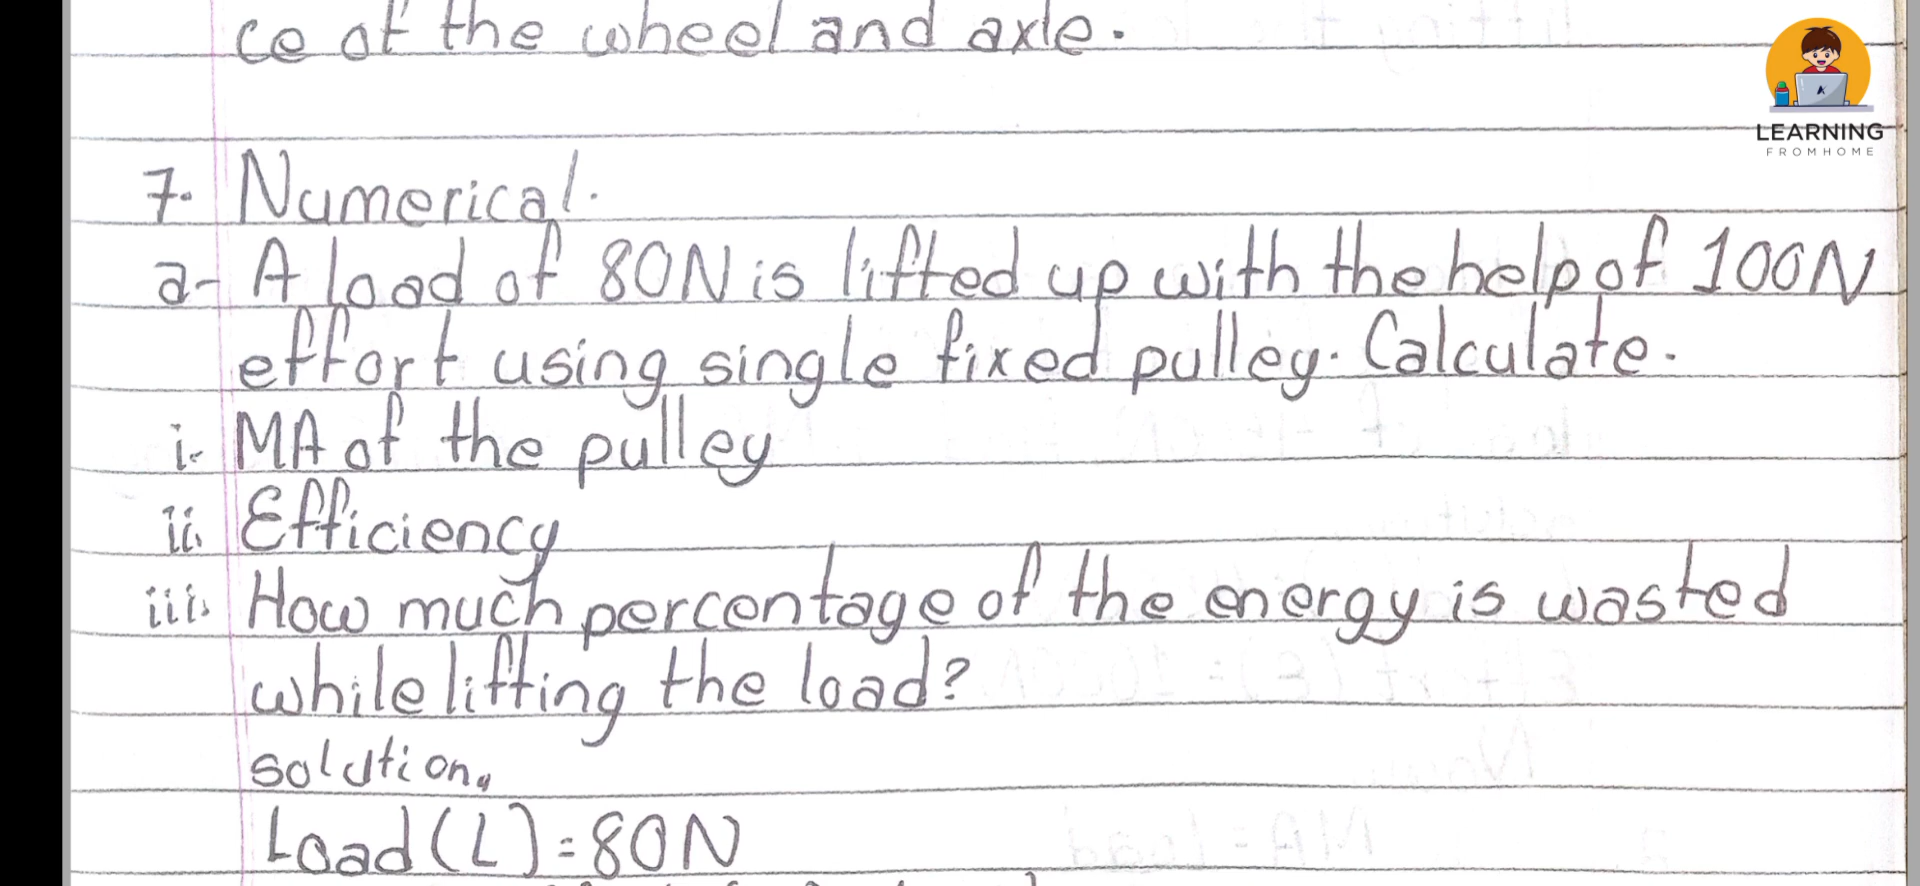 ce of the wheel and axle.
LEARNING
FROMHOME
7. Numerical.
a- A load of 80N is lifted up with the help of 100N
effort using single fixed pulley. Calculate.
i. MA of the pulley
ii. Efficiency
iii. How much percentage of the energy is wasted
while lifting the load?
solution,
Load (L) = 80N